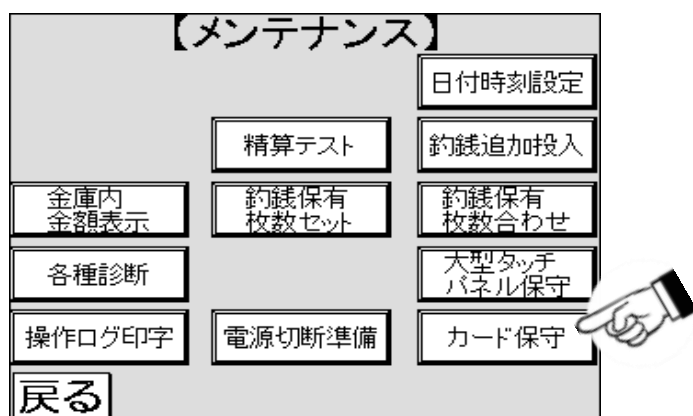 【メンテナンス】
日付時刻設定
精算テスト
釣銭追加投入
金庫内
金額表示
釣銭保有
枚数セット
釣銭保有
枚数合わせ
各種診断
大型タッチ
パネル保守
操作ログ印字
電源切断準備
カード保守
戻る